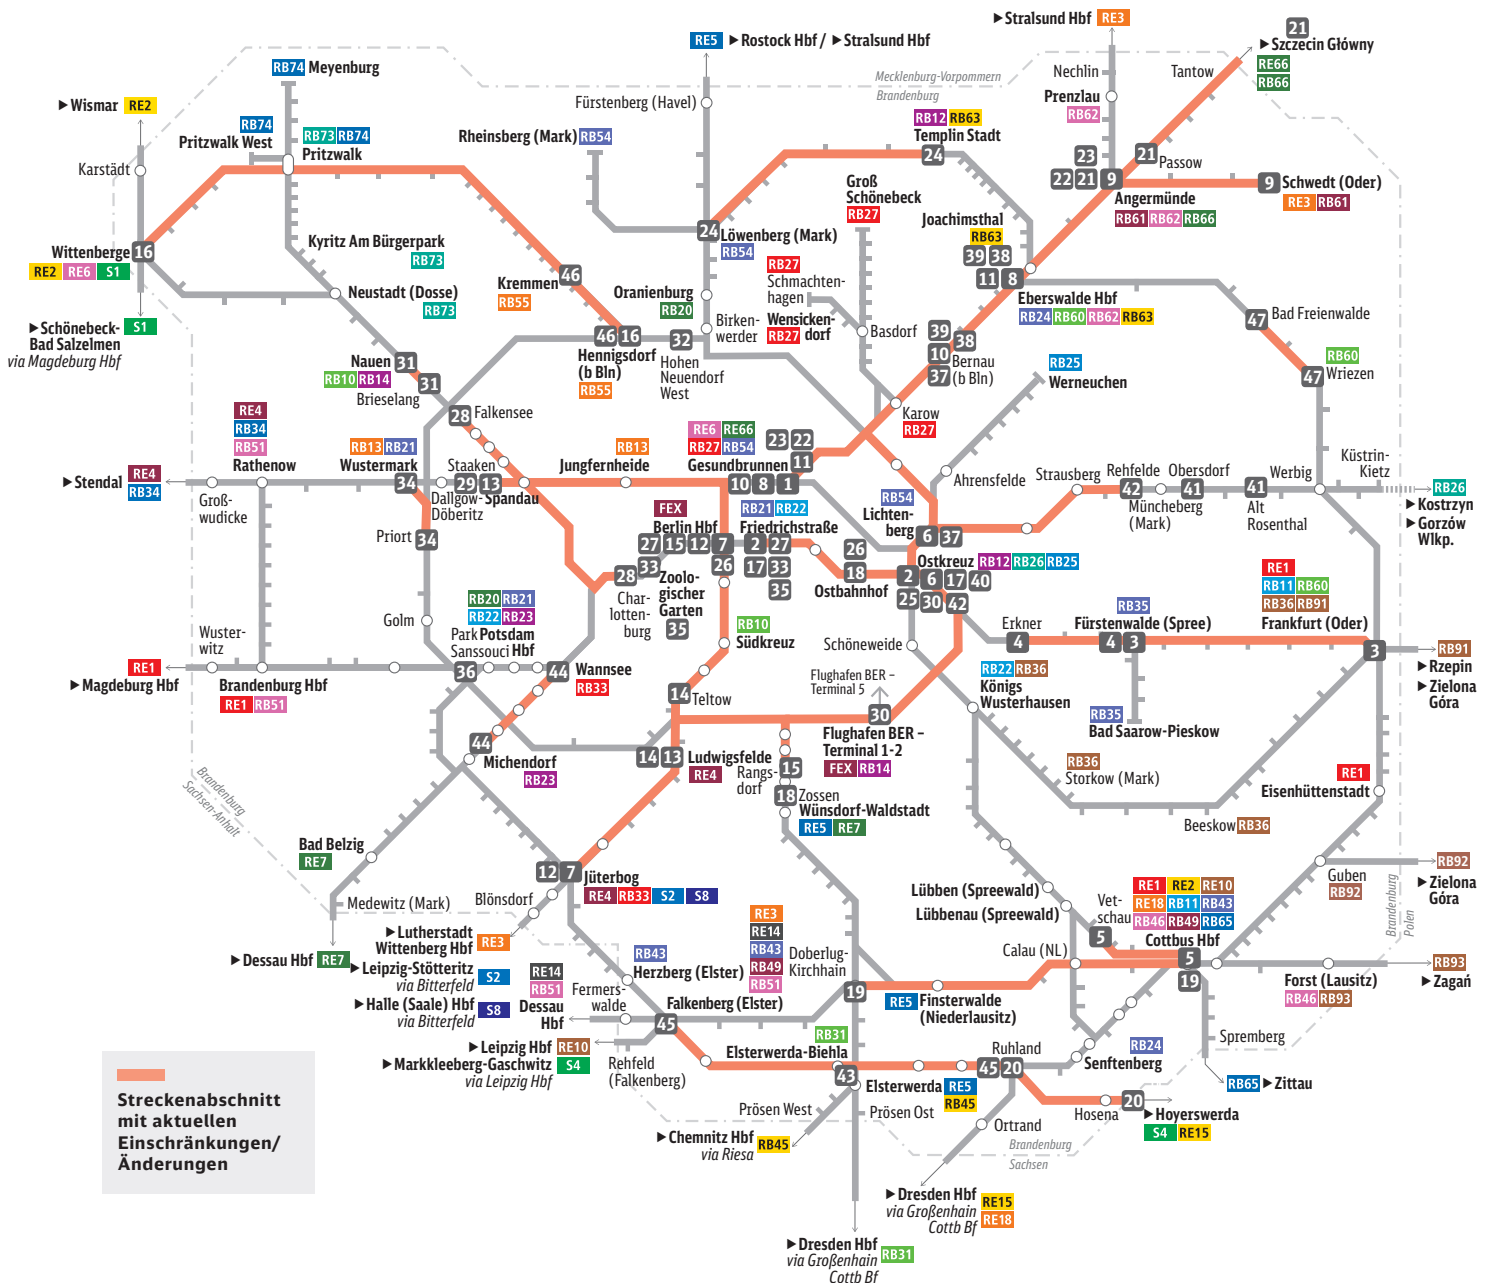 Stralsund Hbf RE3
21
RE5 Rostock Hbf / Stralsund Hbf
Szczecin Główny
RE66
RB66
Mecklenburg-Vorpommern
Brandenburg
Nechlin
Tantow
RB74 Meyenburg
Prenzlau
RB62
Wismar RE2
Fürstenberg (Havel)
RB74
Pritzwalk West
RB73 RB74
Pritzwalk
Rheinsberg (Mark) RB54
RB12 RB63
Templin Stadt
24
23
22 21 9
21
Passow
Karstädt
9 Schwedt (Oder)
RE3 RB61
Angermünde
RB61 RB62 RB66
Groß
Schönebeck
RB27
Joachimsthal
RB63
39 38
11 8
Wittenberge
16
RE2 RE6 S1
Kyritz Am Bürgerpark
RB73
24
Löwenberg (Mark)
RB54
RB27
Schmachten-
hagen
Wensicken-
dorf
RB27
Kremmen
46
RB55
Oranienburg
RB20
Neustadt (Dosse)
RB73
Eberswalde Hbf
RB24 RB60 RB62 RB63
Schönebeck-
Bad Salzelmen
via Magdeburg Hbf
S1
Birken-
werder
Basdorf
39
38
10
37
Bernau
(b Bln)
47
Bad Freienwalde
46 16
Hennigsdorf
(b Bln)
RB55
32
Hohen
Neuendorf
West
Nauen
31
RB10 RB14
31
Brieselang
RB25
Werneuchen
RB60
47
Wriezen
28
Falkensee
Karow
RB27
RE4
RB34
RB51
Rathenow
RB13 RB21
Wustermark
34
Staaken
29 13
Spandau
Dallgow-
Döberitz
RB13
Jungfernheide
RE6 RE66
RB27 RB54
Gesundbrunnen
23 22
11
10 8 1
Ahrensfelde
Strausberg
Rehfelde
42
Müncheberg
(Mark)
Obersdorf
41
41
Alt
Rosenthal
Werbig
Küstrin-
Kietz
Stendal RE4
RB34
Groß-
wudicke
RB26
Kostrzyn
Gorzów
Wlkp.
RB54
Lichten-
berg
6 37
RB21 RB22
Friedrichstraße
2 27
17 33
35
FEX
Berlin Hbf
27 15 12 7
33
26
Priort
34
28
Char-
lotten-
burg
Zoolo-
gischer
Garten
35
26
18
Ostbahnhof
Ostkreuz RB12 RB26 RB25
2 6 17 40
25 30 42
Schöneweide
RE1
RB11 RB60
RB36 RB91
Frankfurt (Oder)
3
RB35
Fürstenwalde (Spree)
4 3
Erkner
4
Golm
RB20 RB21
RB22 RB23
Park
Sanssouci
Potsdam
Hbf
36
44
Wannsee
RB33
RB10
Südkreuz
Wuster-
witz
RE1
Magdeburg Hbf
Brandenburg Hbf
RE1 RB51
14
Teltow
Flughafen BER –
Terminal 5
30
Flughafen BER –
Terminal 1-2
FEX RB14
RB22 RB36
Königs
Wusterhausen
RB91
Rzepin
Zielona
Góra
RB35
Bad Saarow-Pieskow
44
Michendorf
RB23
14 13
Ludwigsfelde
RE4
Rangs-
dorf
15
18
Zossen
Wünsdorf-Waldstadt
RE5 RE7
RB36
Storkow (Mark)
RE1
Eisenhüttenstadt
Beeskow RB36
Brandenburg
Sachsen-Anhalt
Bad Belzig
RE7
12 7
Jüterbog
RE4 RB33 S2 S8
Medewitz (Mark)
Blönsdorf
Guben
RB92
RB92
Zielona
Góra
Brandenburg
Polen
Lübben (Spreewald)
Lübbenau (Spreewald)
Vet-
schau
5
RE1 RE2 RE10
RE18 RB11 RB43
RB46 RB49 RB65
Cottbus Hbf
5
19
Calau (NL)
Lutherstadt
Wittenberg Hbf
RE3
Dessau Hbf RE7
Leipzig-Stötteritz
via Bitterfeld
S2
Halle (Saale) Hbf
via Bitterfeld
S8
RB43
Herzberg (Elster)
RE3
RE14
RB43
RB49
RB51
Falkenberg (Elster)
45
Doberlug-
Kirchhain
19
RE5 Finsterwalde
(Niederlausitz)
RE14
RB51
Dessau
Hbf
Fermers-
walde
Forst (Lausitz)
RB46 RB93
RB93
Żagań
Leipzig Hbf RE10
Markkleeberg-Gaschwitz
via Leipzig Hbf
S4
Rehfeld
(Falkenberg)
RB31
Elsterwerda-Biehla
43
Elsterwerda RE5
RB45
Ruhland
45 20
RB24
Senftenberg
Spremberg
RB65 Zittau
Prösen West
Prösen Ost
Hosena
20
Hoyerswerda
S4 RE15
Ortrand
Brandenburg
Sachsen
Chemnitz Hbf
via Riesa
RB45
Dresden Hbf
via Großenhain
Cottb Bf
RE15
RE18
Dresden Hbf
via Großenhain
Cottb Bf
RB31
Streckenabschnitt
mit aktuellen
Einschränkungen/
Änderungen